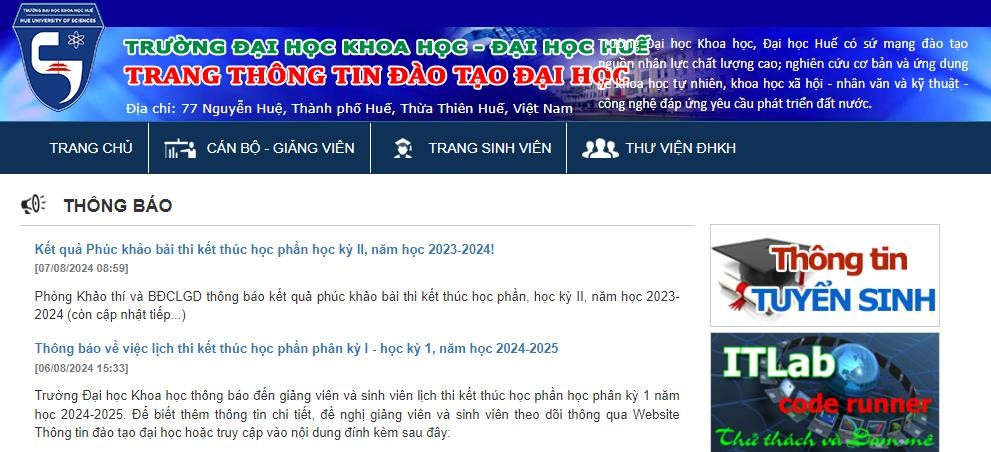 TRƯỜNG ĐẠI HỌC KHOA HỌC HUẾ
HUE UNIVERSITY OF SCIENCES
TRƯỜNG ĐẠI HỌC KHOA HỌC - ĐẠI HỌC HUẾ
TRANG THÔNG TIN ĐÀO TẠO ĐẠI HỌC
Địa chỉ: 77 Nguyễn Huệ, Thành phố Huế, Thừa Thiên Huế, Việt Nam
Trường Đại học Khoa học, Đại học Huế có sứ mạng đào tạo
nguồn nhân lực chất lượng cao; nghiên cứu cơ bản và ứng dụng
về khoa học tự nhiên, khoa học xã hội - nhân văn và kỹ thuật -
công nghệ đáp ứng yêu cầu phát triển đất nước.
TRANG CHỦ
CÁN BỘ - GIẢNG VIÊN
TRANG SINH VIÊN
THƯ VIỆN ĐHKH
THÔNG BÁO
Kết quả Phúc khảo bài thi kết thúc học phần học kỳ II, năm học 2023-2024!
[07/08/2024 08:59]
Phòng Khảo thí và BĐCLGD thông báo kết quả phúc khảo bài thi kết thúc học phần, học kỳ II, năm học 2023-
2024 (còn cập nhật tiếp...)
Thông báo về việc lịch thi kết thúc học phần phân kỳ I - học kỳ 1, năm học 2024-2025
[06/08/2024 15:33]
Trường Đại học Khoa học thông báo đến giảng viên và sinh viên lịch thi kết thúc học phần học phân kỳ 1 năm
học 2024-2025. Để biết thêm thông tin chi tiết, đề nghị giảng viên và sinh viên theo dõi thông qua Website
Thông tin đào tạo đại học hoặc truy cập vào nội dung đính kèm sau đây:
Thông tin
TUYỂN SINH
ITLab
code runner
Thử thách và Đam mê